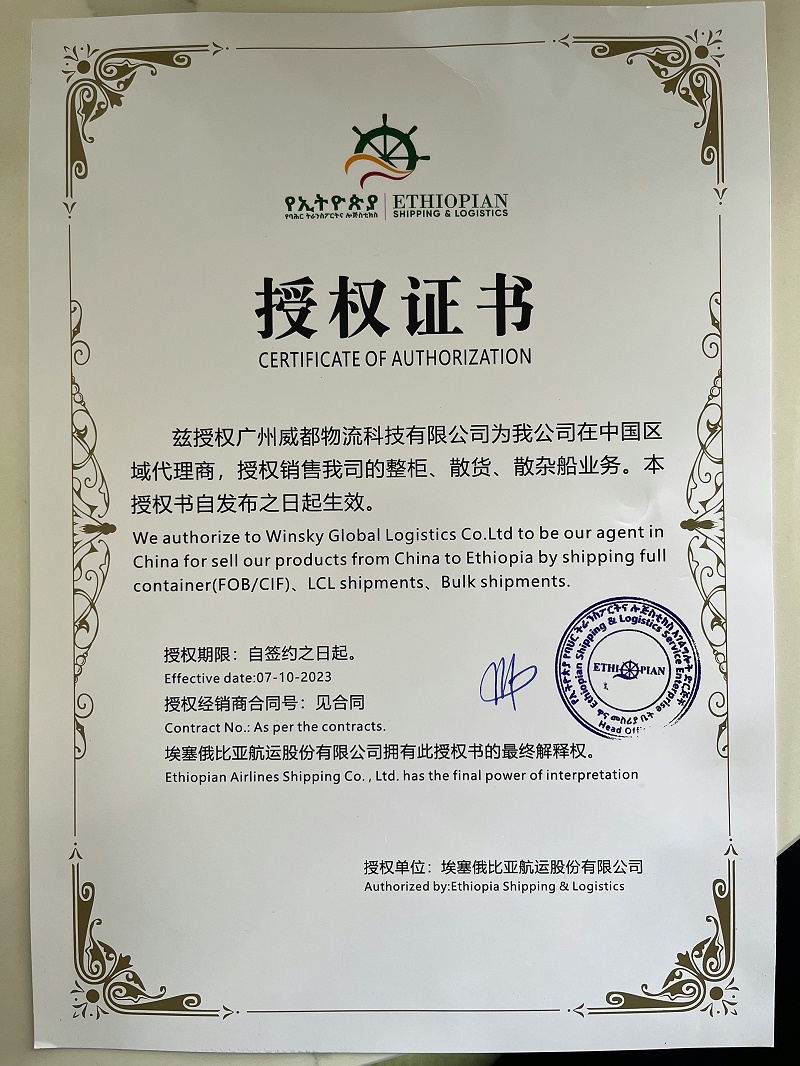 የኢትዮጵያ
የባሕር ትራንስፖርትና ሎጅስቲክስ
ETHIOPIAN
SHIPPING & LOGISTICS
授权证书
CERTIFICATE OF AUTHORIZATION
兹授权广州威都物流科技有限公司为我公司在中国区
域代理商，授权销售我司的整柜、散货、散杂船业务。本
授权书自发布之日起生效。
We authorize to Winsky Global Logistics Co.Ltd to be our agent in
China for sell our products from China to Ethiopia by shipping full
container(FOB/CIF)、LCL shipments、Bulk shipments.
授权期限：自签约之日起。
Effective date:07-10-2023
授权经销商合同号：见合同
Contract No.: As per the contracts.
埃塞俄比亚航运股份有限公司拥有此授权书的最终解释权。
Ethiopian Airlines Shipping Co. , Ltd. has the final power of interpretation
የኢትዮጵያ የባህር ትራንስፖርትና ሎጅስቲክስ አገልግሎት ድርጅት
Ethiopian Shipping & Logistics Service Enterprise
ETHIOPIAN
Head Offi
授权单位：埃塞俄比亚航运股份有限公司
Authorized by:Ethiopia Shipping & Logistics